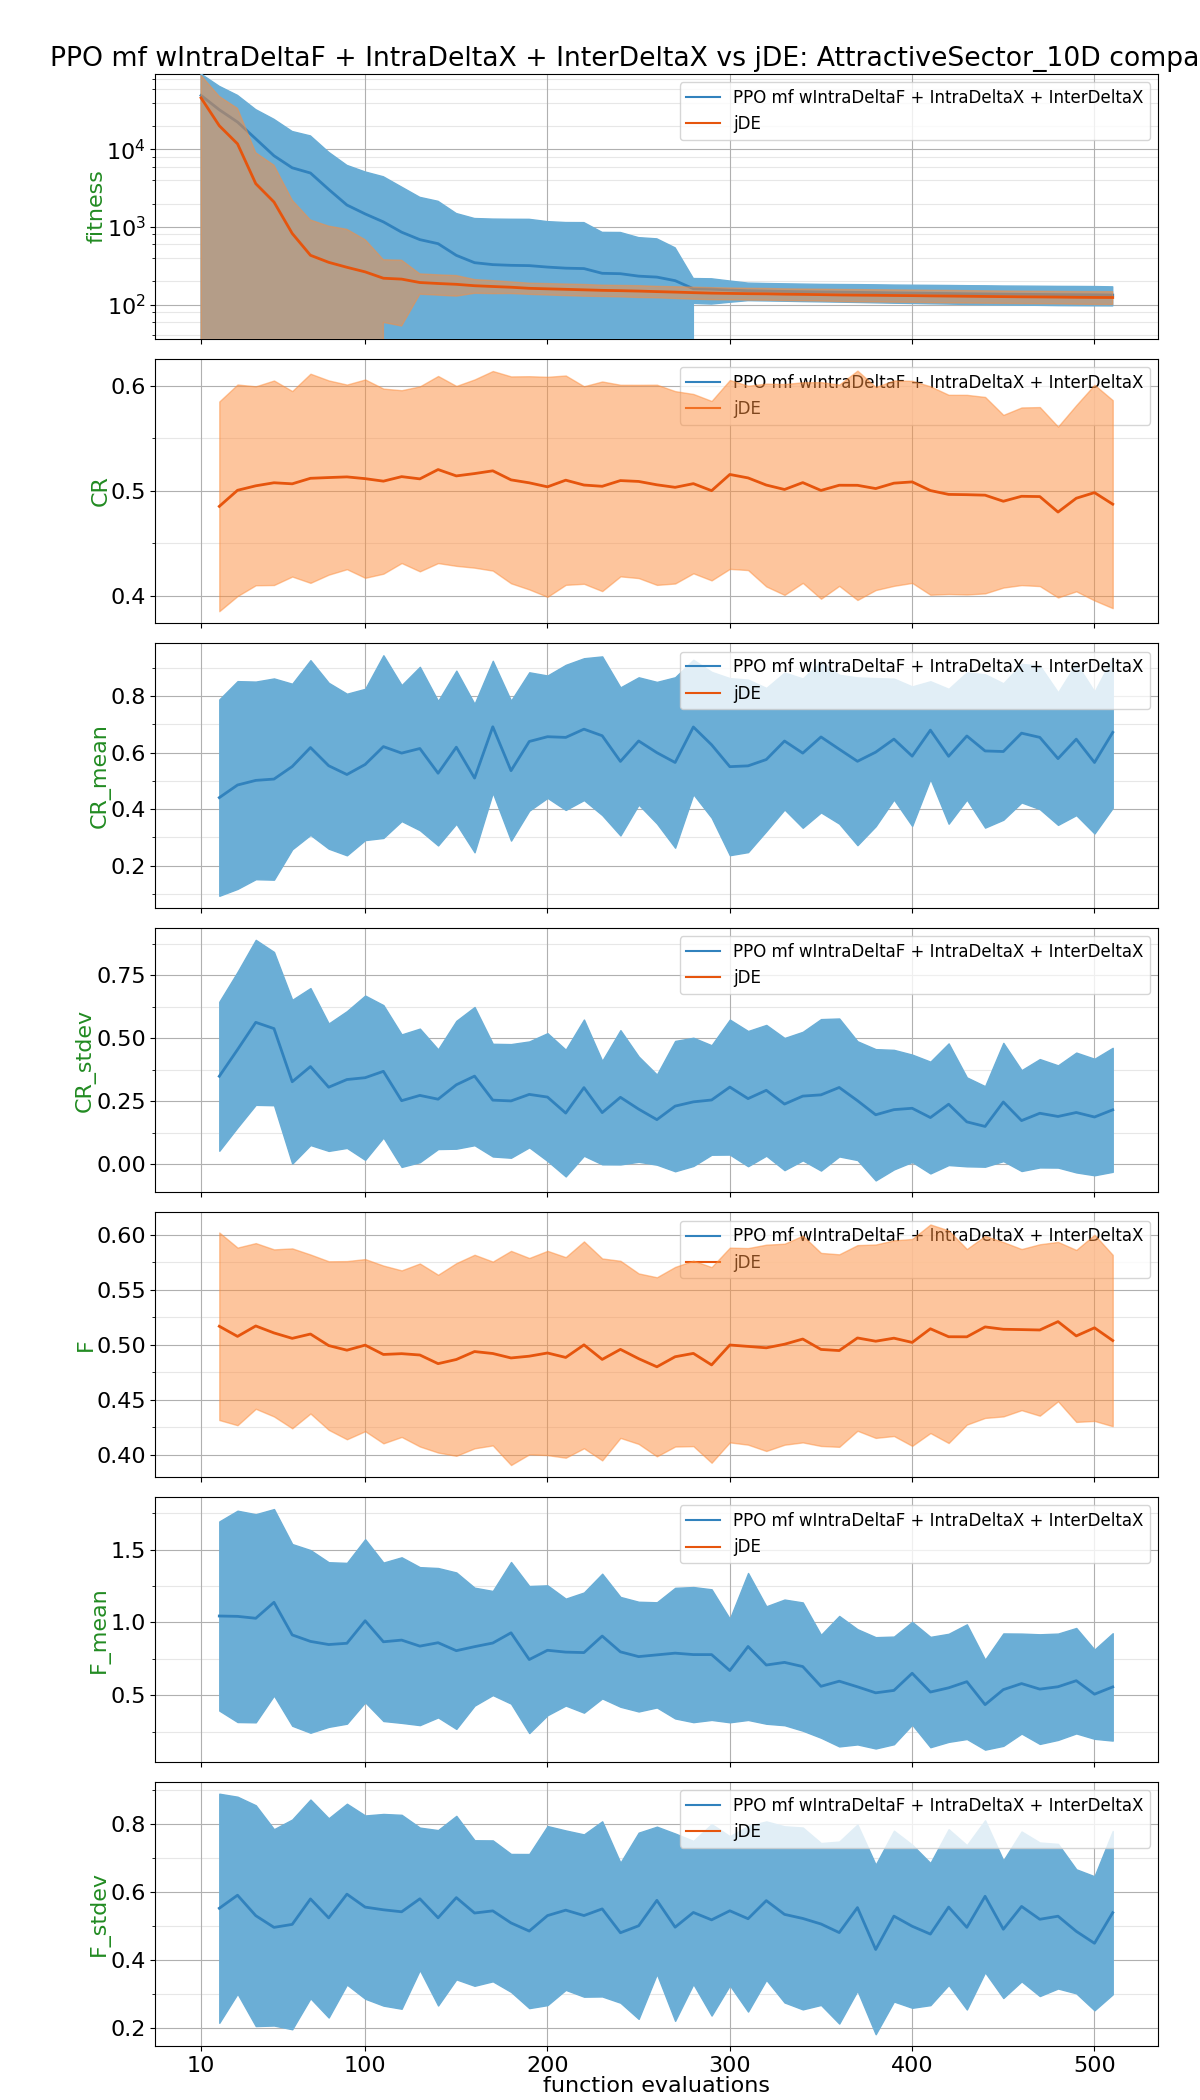 PPO mf wIntraDeltaF + IntraDeltaX + InterDeltaX vs jDE: AttractiveSector_10D compa
PPO mf wIntraDeltaF + IntraDeltaX + InterDeltaX
jDE
10^4
10^3
10^2
fitness
PPO mf wIntraDeltaF + IntraDeltaX + InterDeltaX
jDE
0.6
0.5
0.4
CR
PPO mf wIntraDeltaF + IntraDeltaX + InterDeltaX
jDE
0.8
0.6
0.4
0.2
CR_mean
PPO mf wIntraDeltaF + IntraDeltaX + InterDeltaX
jDE
0.75
0.50
0.25
0.00
CR_stdev
PPO mf wIntraDeltaF + IntraDeltaX + InterDeltaX
jDE
0.60
0.55
0.50
0.45
0.40
F
PPO mf wIntraDeltaF + IntraDeltaX + InterDeltaX
jDE
1.5
1.0
0.5
F_mean
PPO mf wIntraDeltaF + IntraDeltaX + InterDeltaX
jDE
0.8
0.6
0.4
0.2
F_stdev
10 100 200 300 400 500
function evaluations